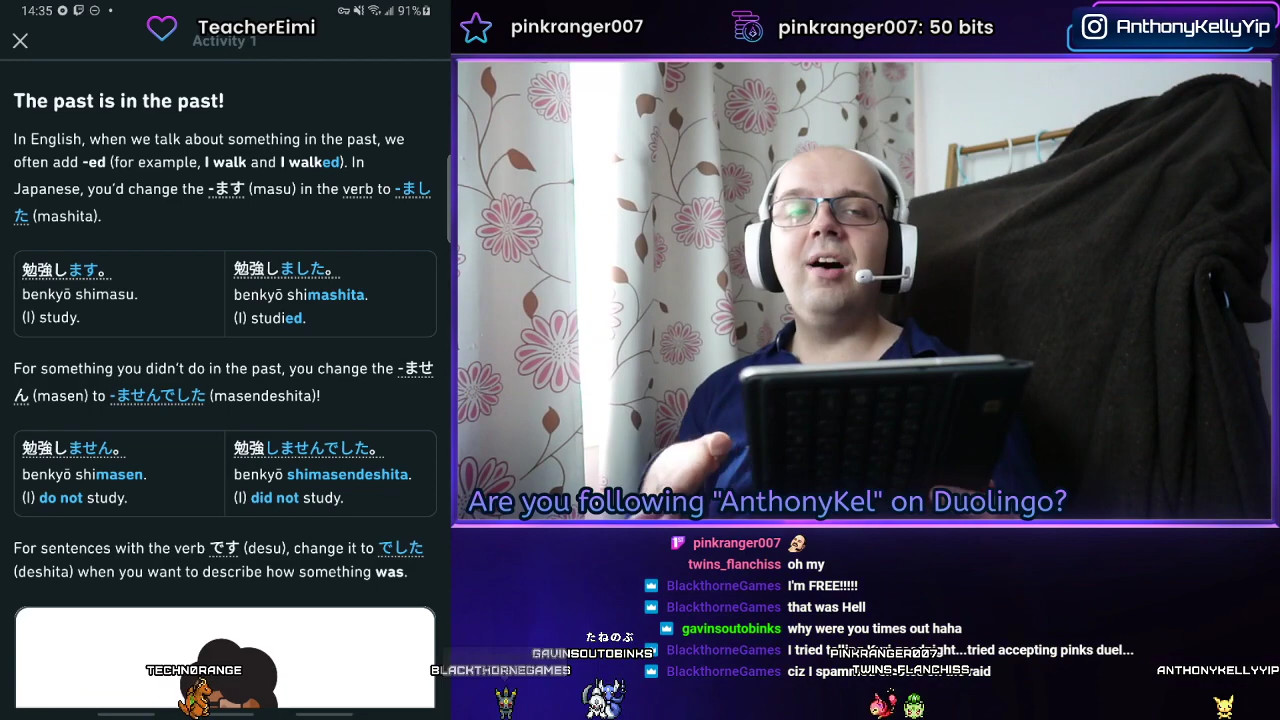 14:35
91%
TeacherEimi
Activity 1
The past is in the past!
In English, when we talk about something in the past, we
often add -ed (for example, I walk and I walked). In
Japanese, you'd change the -ます (masu) in the verb to -まし
た (mashita).
勉強します。
benkyō shimasu.
(I) study.
勉強しました。
benkyō shimashita.
(I) studied.
For something you didn't do in the past, you change the -ませ
ん (masen) to -ませんでした (masendeshita)!
勉強しません。
benkyō shimasen.
(I) do not study.
勉強しませんでした。
benkyō shimasendeshita.
(I) did not study.
For sentences with the verb です (desu), change it to でした
(deshita) when you want to describe how something was.
TECHN0RANGE
pinkranger007
pinkranger007: 50 bits
AnthonyKellyYip
Are you following "AnthonyKel" on Duolingo?
1st pinkranger007
twins_flanchiss oh my
BlackthorneGames I'm FREE!!!!!
BlackthorneGames that was Hell
gavinsoutobinks why were you times out haha
BlackthorneGames I tried tried accepting pinks duel...
BlackthorneGames ciz I
たねのぶ
GAVINSOUTOBINKS
BLACKTHORNEGAMES
PINKRANGER007
TWINS_FLANCHISS
ANTHONYKELLYYIP